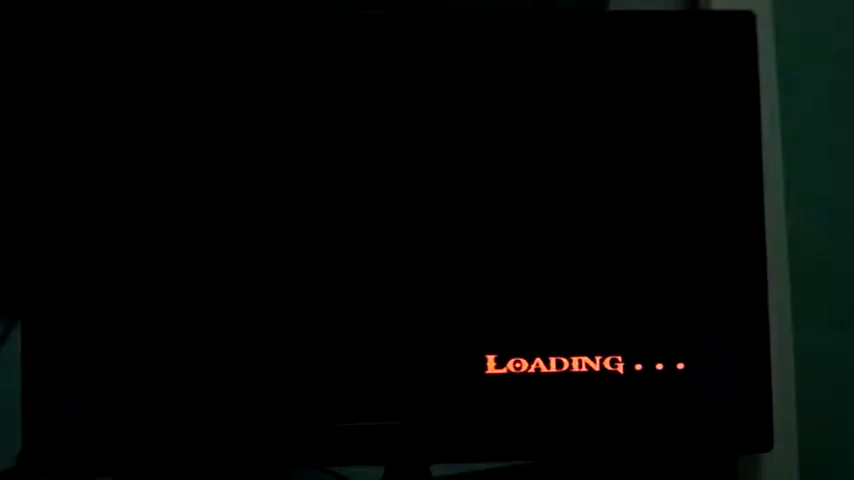 LOADING . . .